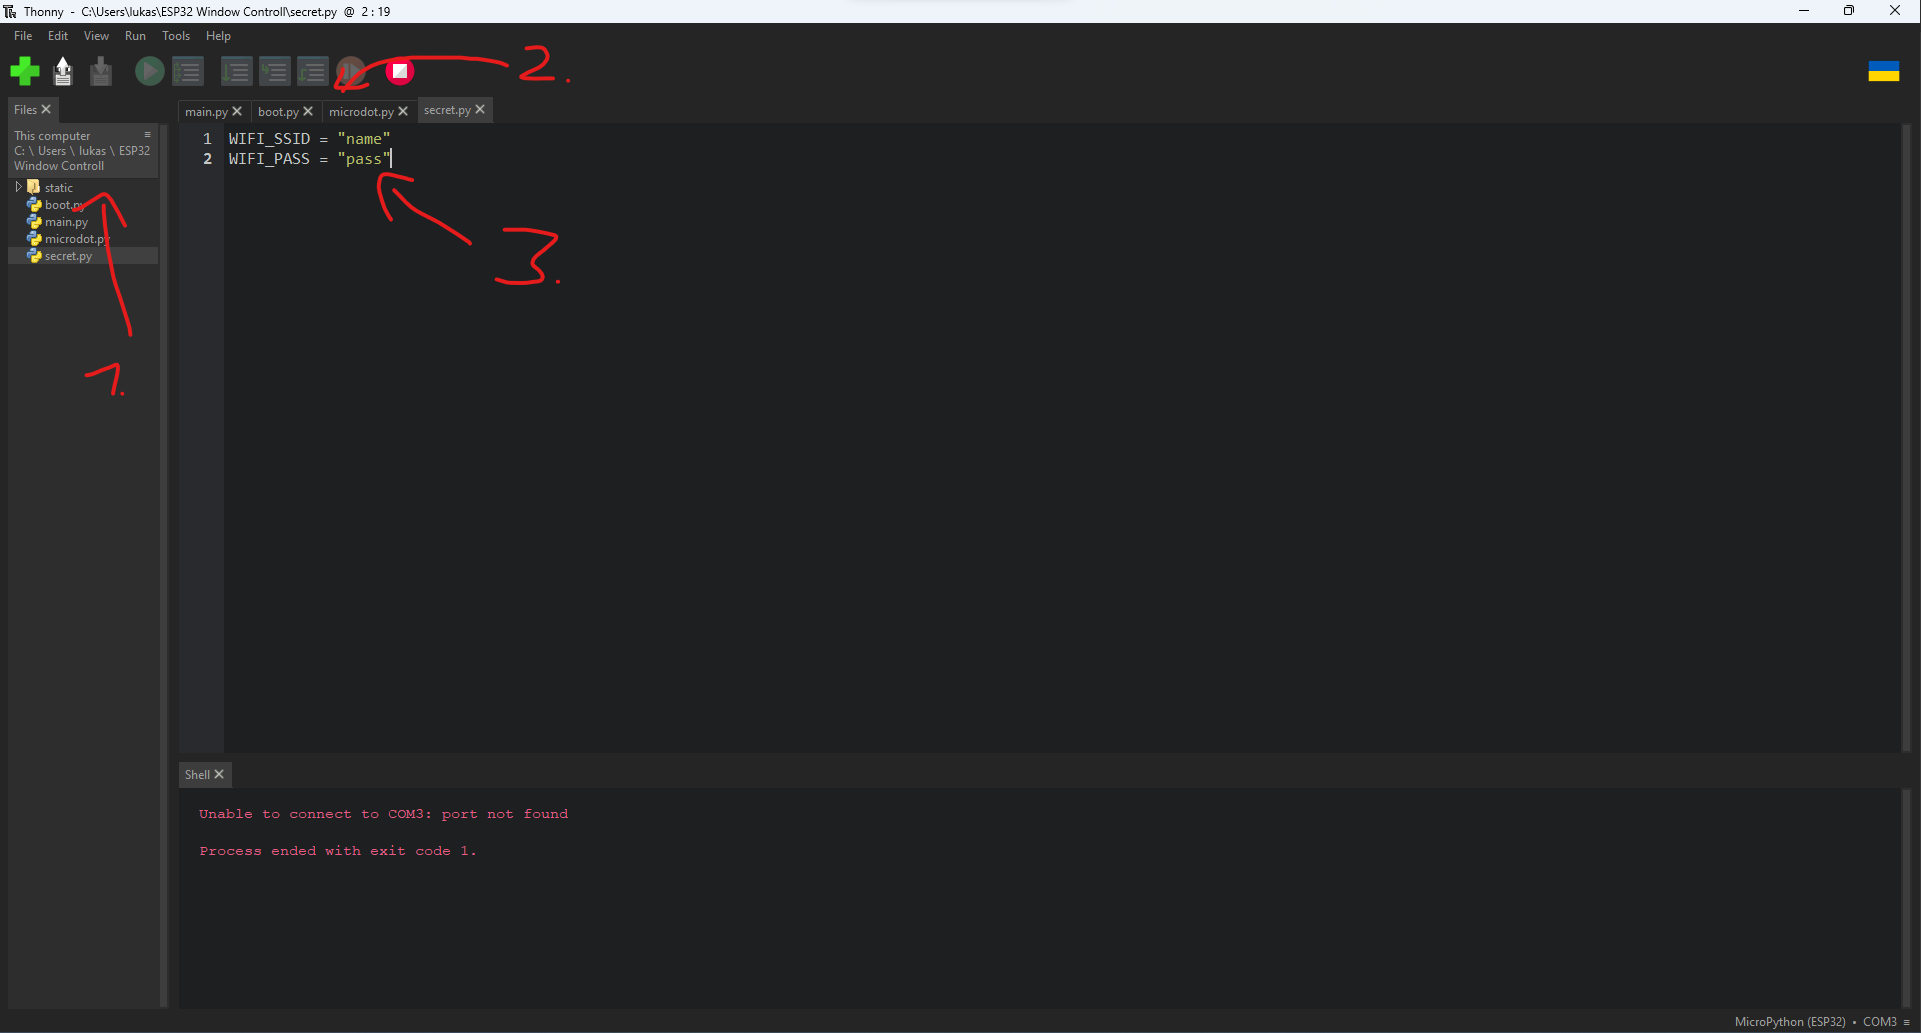 Thonny - C:\Users\lukas\ESP32 Window Controll\secret.py @ 2 : 19
File Edit View Run Tools Help
2.
Files
main.py boot.py microdot.py secret.py
This computer
C: \ Users \ lukas \ ESP32
Window Controll
static
boot.py
main.py
microdot.py
secret.py
1 WIFI_SSID = "name"
2 WIFI_PASS = "pass"
3.
1.
Shell
Unable to connect to COM3: port not found
Process ended with exit code 1.
MicroPython (ESP32) • COM3 ≡